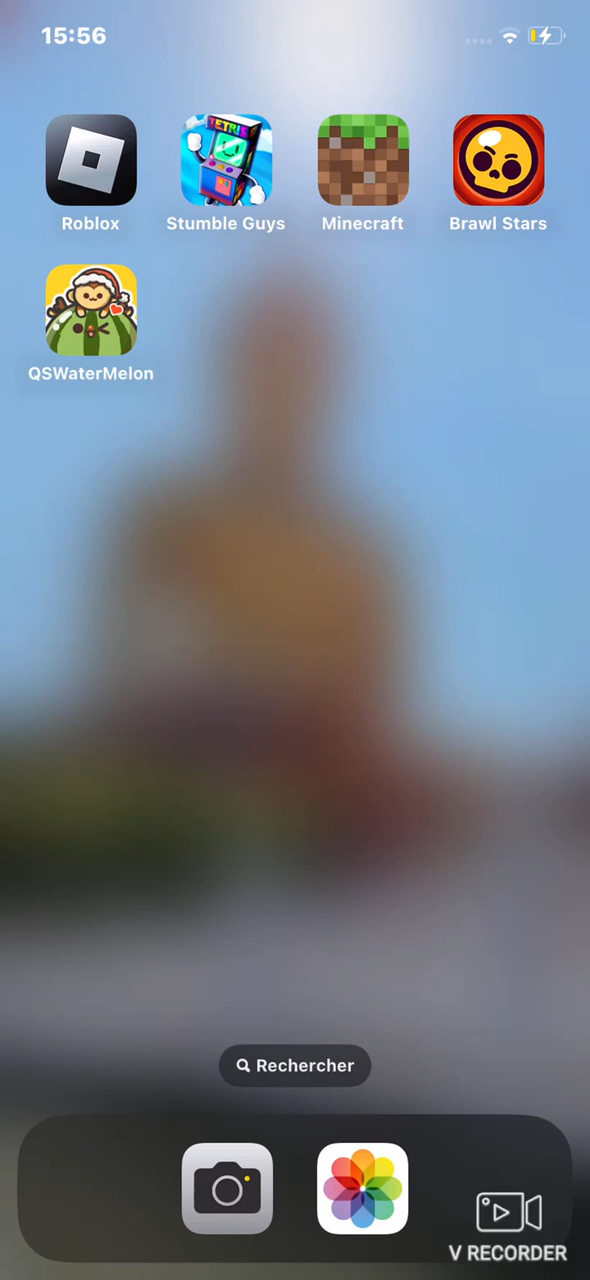 15:56
TETRIS
Roblox
Stumble Guys
Minecraft
Brawl Stars
QSWaterMelon
Rechercher
V RECORDER